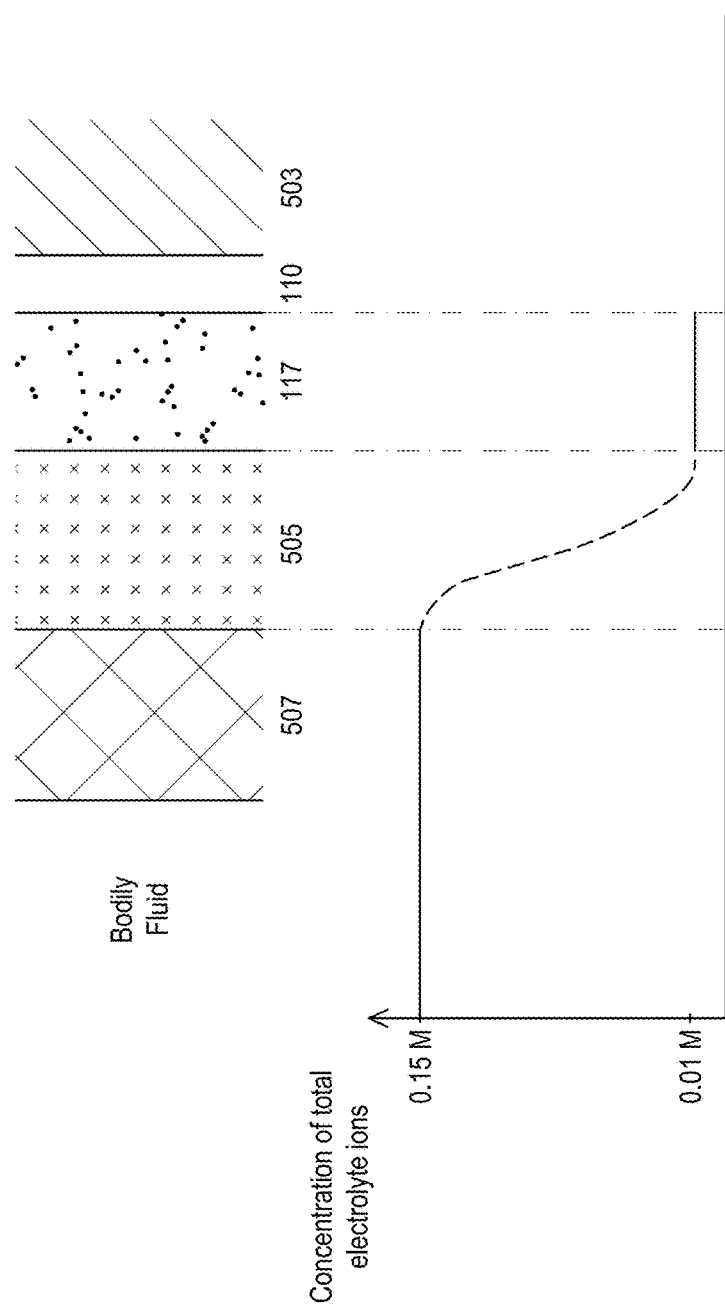 Bodily
Fluid
507
505
117
110
503
Concentration of total
electrolyte ions
0.15 M
0.01 M